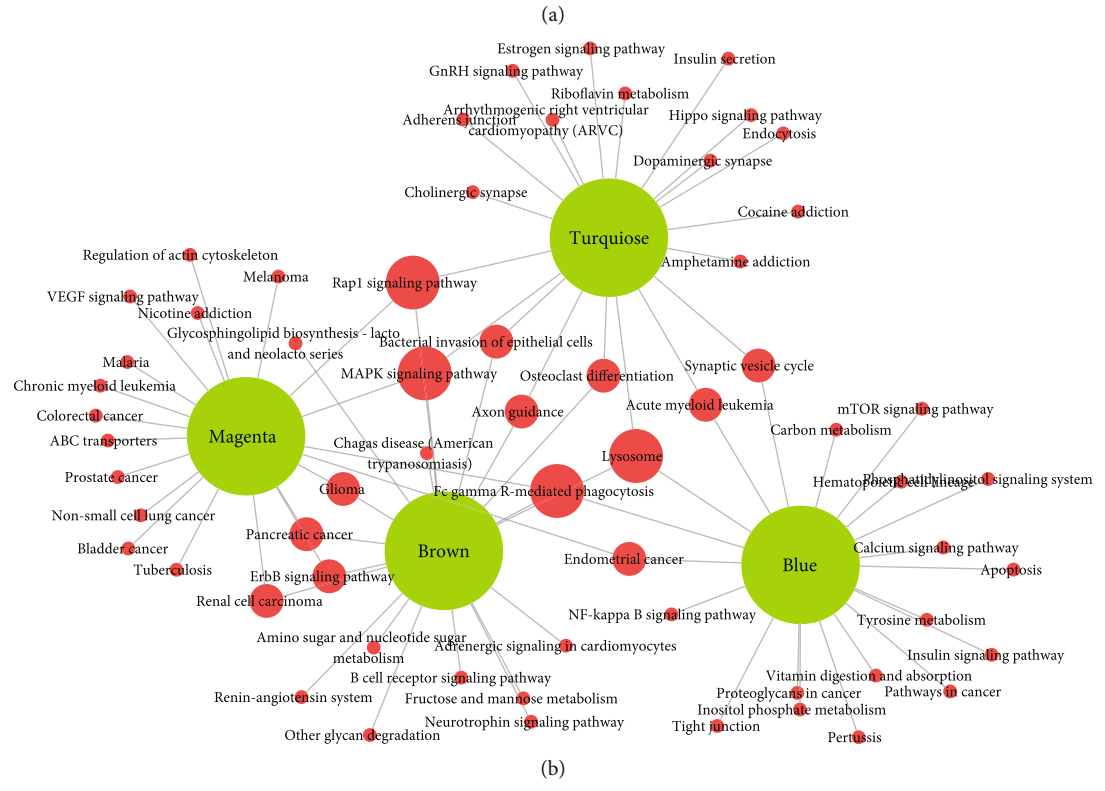 (a)
Estrogen signaling pathway
Insulin secretion
GnRH signaling pathway
Riboflavin metabolism
Arrhythmogenic right ventricular
cardiomyopathy (ARVC)
Adherens junction
Hippo signaling pathway
Endocytosis
Dopaminergic synapse
Cholinergic synapse
Cocaine addiction
Turquiose
Amphetamine addiction
Regulation of actin cytoskeleton
Melanoma
Rap1 signaling pathway
VEGF signaling pathway
Nicotine addiction
Glycosphingolipid biosynthesis - lacto
and neolacto series
Bacterial invasion of epithelial cells
Malaria
MAPK signaling pathway
Osteoclast differentiation
Synaptic vesicle cycle
Chronic myeloid leukemia
Axon guidance
Acute myeloid leukemia
mTOR signaling pathway
Colorectal cancer
Carbon metabolism
ABC transporters
Magenta
Chagas disease (American
trypanosomiasis)
Lysosome
Prostate cancer
Glioma
Fc gamma R-mediated phagocytosis
Hematopoietic cell lineage
Phosphatidylinositol signaling system
Non-small cell lung cancer
Pancreatic cancer
Bladder cancer
Brown
Endometrial cancer
Blue
Calcium signaling pathway
Tuberculosis
ErbB signaling pathway
Apoptosis
Renal cell carcinoma
NF-kappa B signaling pathway
Tyrosine metabolism
Amino sugar and nucleotide sugar
metabolism
Adrenergic signaling in cardiomyocytes
Insulin signaling pathway
B cell receptor signaling pathway
Vitamin digestion and absorption
Renin-angiotensin system
Fructose and mannose metabolism
Proteoglycans in cancer
Pathways in cancer
Inositol phosphate metabolism
Neurotrophin signaling pathway
Tight junction
Other glycan degradation
Pertussis
(b)